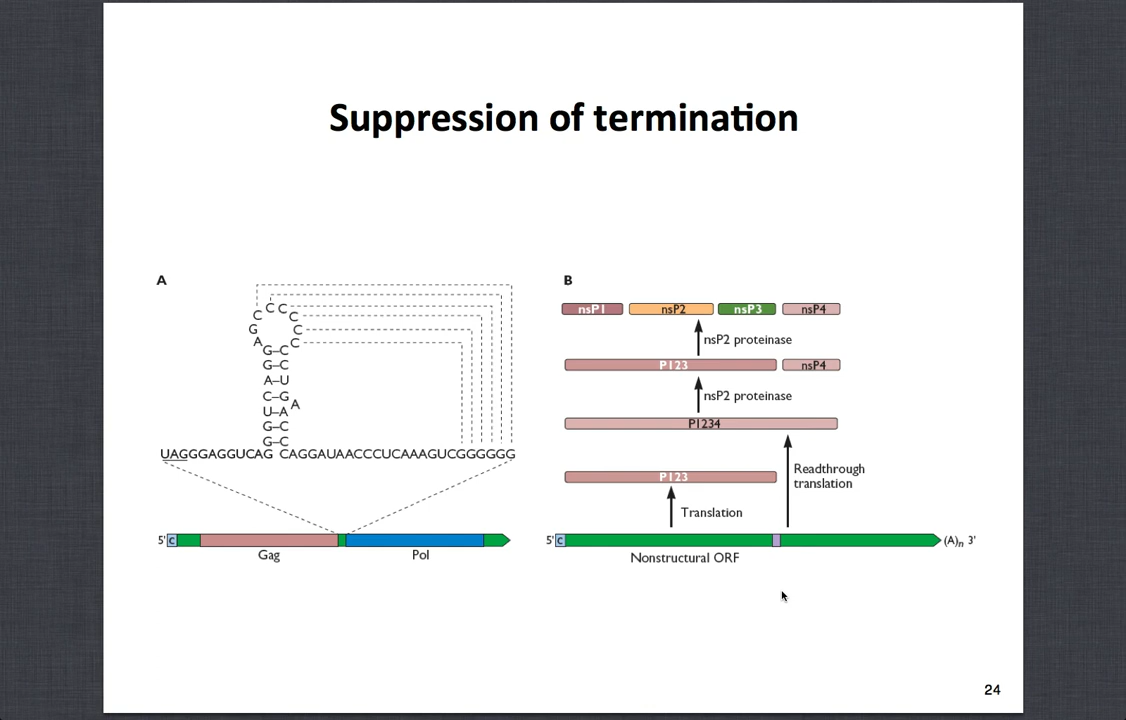 Suppression of termination
A
C C C C C C
G
A
G–C
G–C
A–U
C–G A
U–A
G–C
G–C
UAGGGAGGUCAG CAGGAUAACCCUCAAAGUCGGGGGG
5' C
Gag
Pol
B
nsP1 nsP2 nsP3 nsP4
nsP2 proteinase
P123 nsP4
nsP2 proteinase
P1234
P123
Readthrough
translation
Translation
5' C (A)n 3'
Nonstructural ORF
24